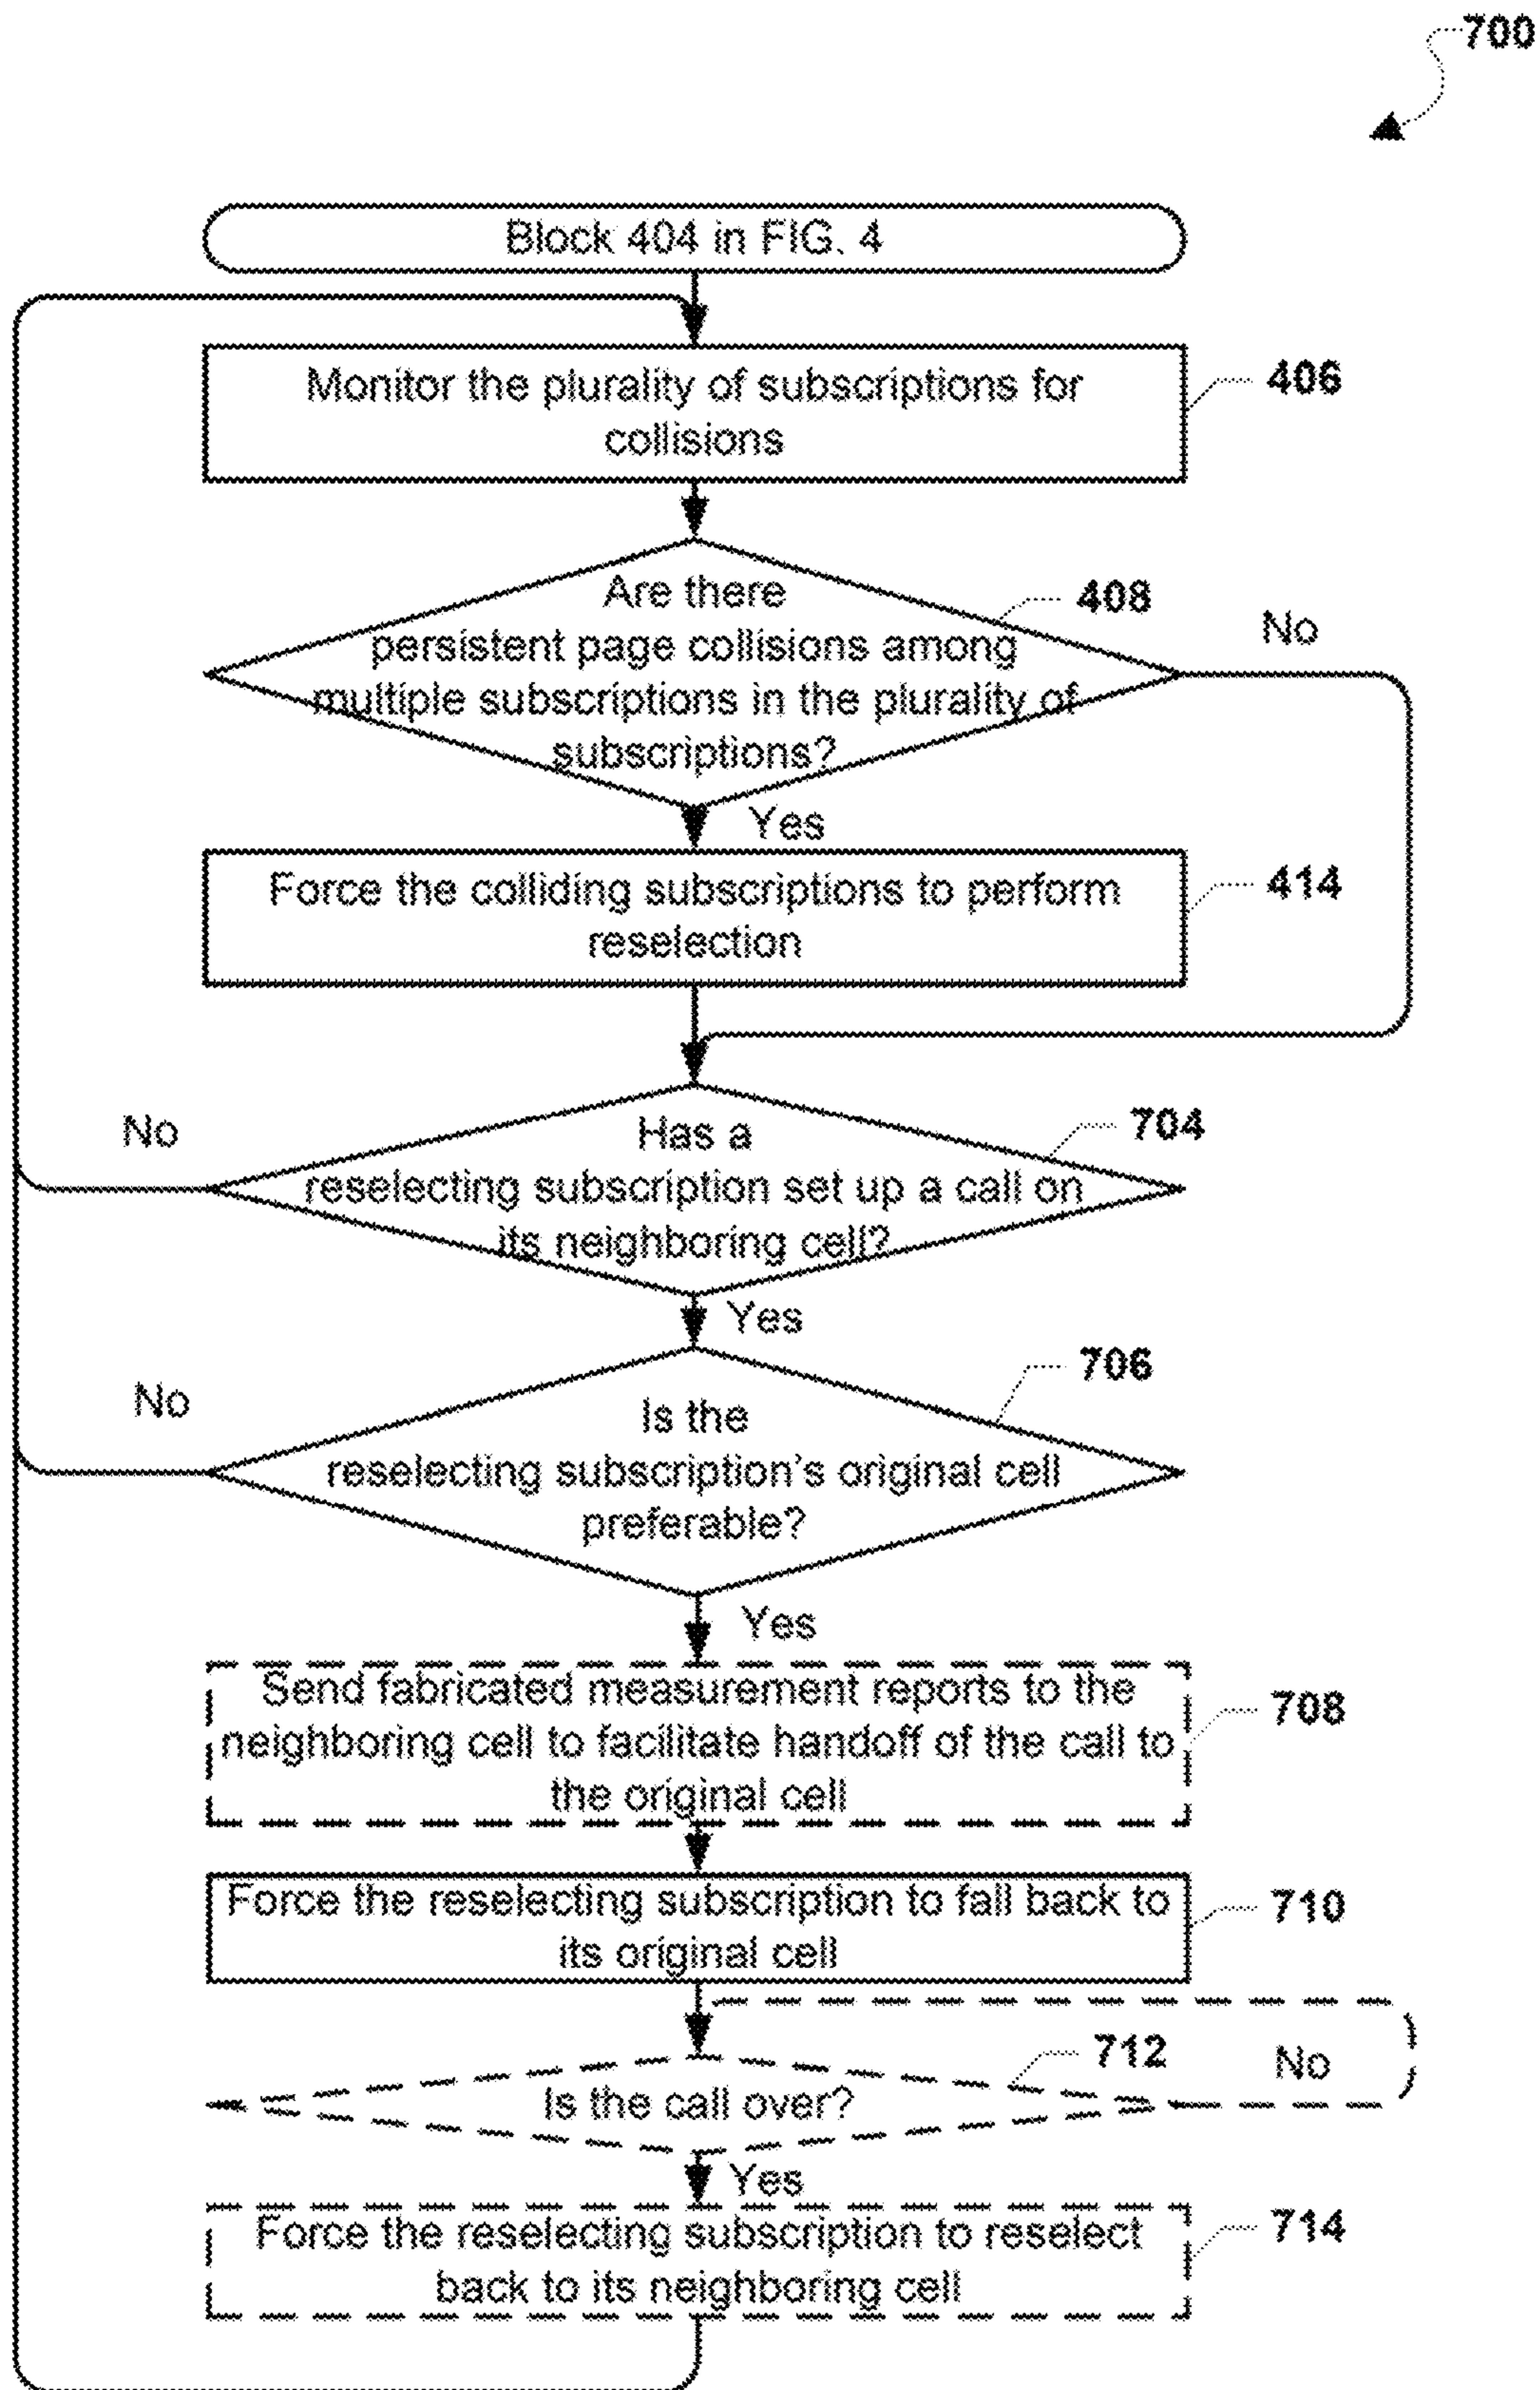 700
Block 404 in FIG. 4
Monitor the plurality of subscriptions for
collisions
406
Are there
persistent page collisions among
multiple subscriptions in the plurality of
subscriptions?
408
No
Yes
Force the colliding subscriptions to perform
reselection
414
No
Has a
reselecting subscription set up a call on
its neighboring cell?
704
Yes
No
Is the
reselecting subscription's original cell
preferable?
706
Yes
Send fabricated measurement reports to the
neighboring cell to facilitate handoff of the call to
the original cell
708
Force the reselecting subscription to fall back to
its original cell
710
Is the call over?
712
No
Yes
Force the reselecting subscription to reselect
back to its neighboring cell
714